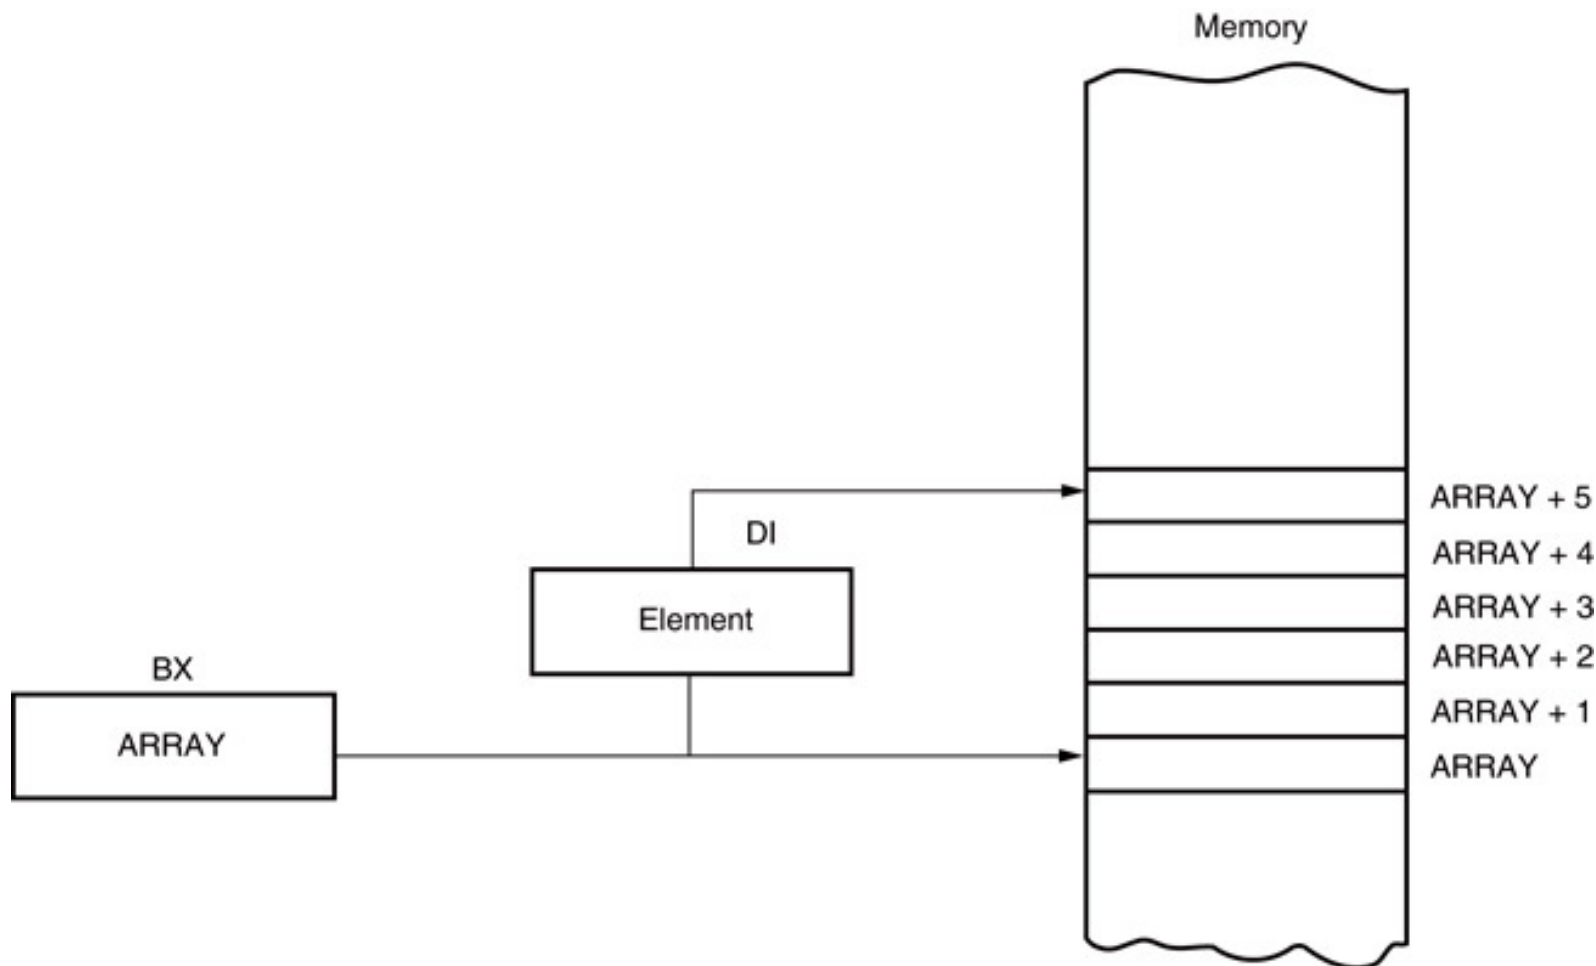 Memory
ARRAY + 5
DI
ARRAY + 4
Element
ARRAY + 3
ARRAY + 2
BX
ARRAY + 1
ARRAY
ARRAY